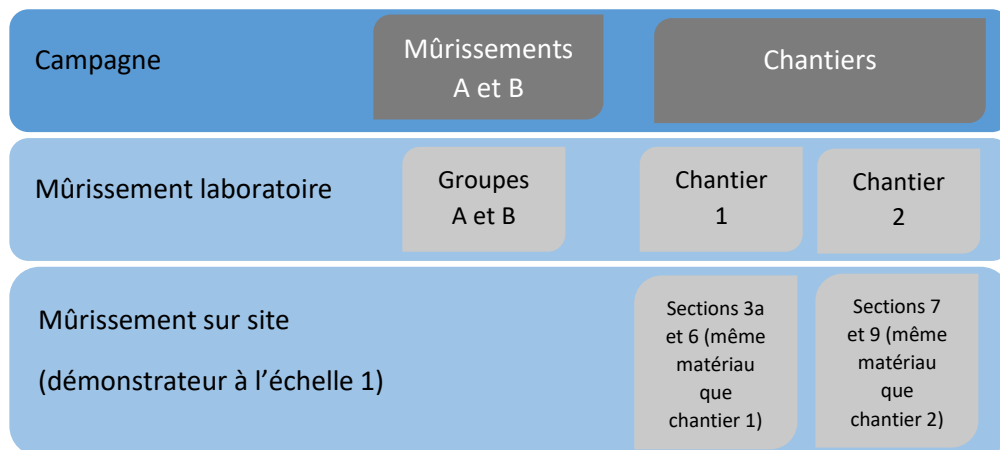 Campagne
Mûrissements
A et B
Chantiers
Mûrissement laboratoire
Groupes
A et B
Chantier
1
Chantier
2
Mûrissement sur site
(démonstrateur à l’échelle 1)
Sections 3a
et 6 (même
matériau
que
chantier 1)
Sections 7
et 9 (même
matériau
que
chantier 2)